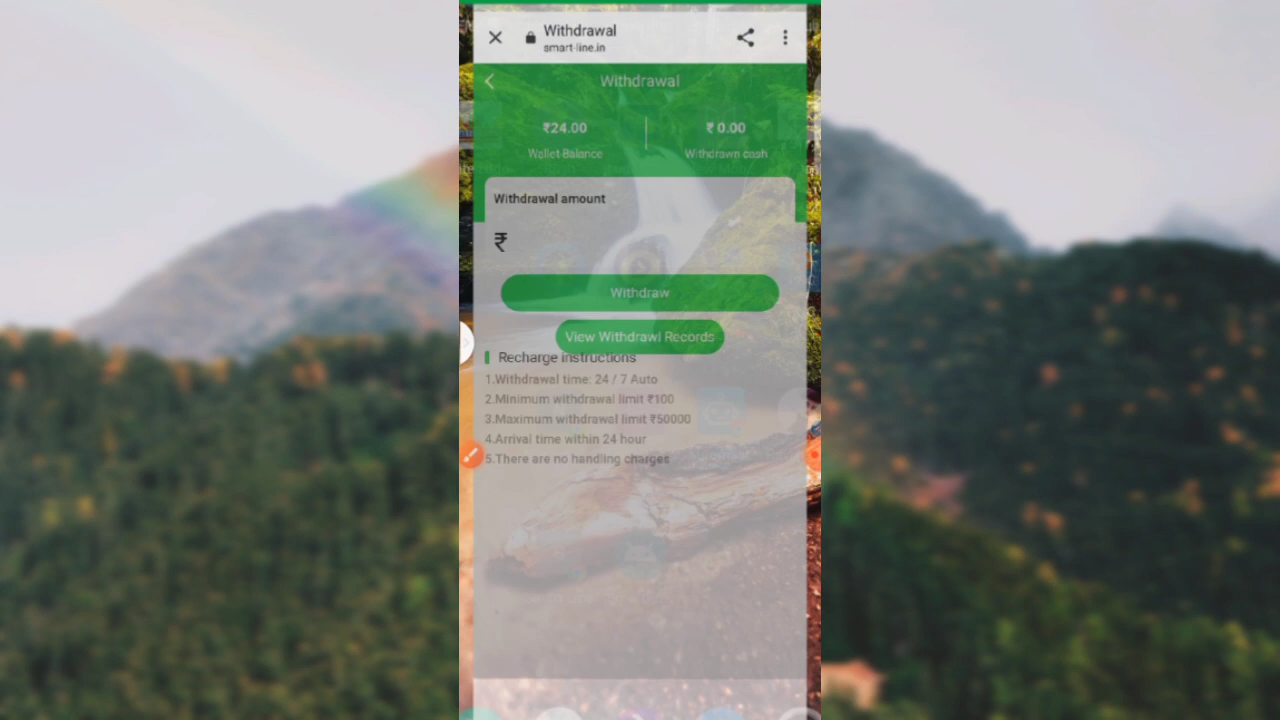 Withdrawal
smart-line.in
Withdrawal
₹24.00
₹ 0.00
Wallet Balance
Withdrawn cash
Withdrawal amount
₹
Withdraw
View Withdrawl Records
Recharge instructions
1.Withdrawal time: 24 / 7 Auto
2.Minimum withdrawal limit ₹100
3.Maximum withdrawal limit ₹50000
4.Arrival time within 24 hour
5.There are no handling charges